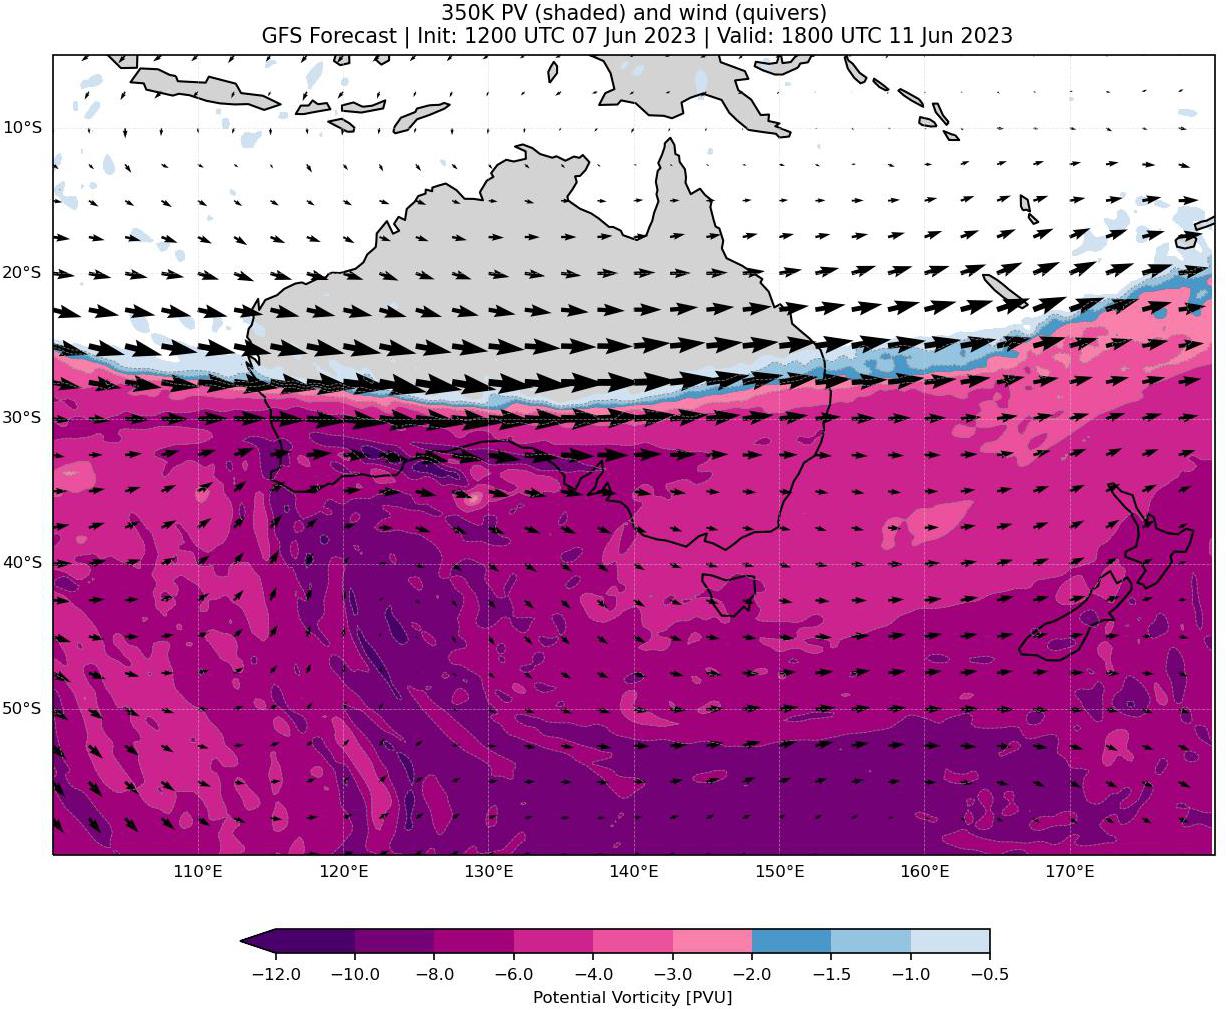 350K PV (shaded) and wind (quivers)
GFS Forecast | Init: 1200 UTC 07 Jun 2023 | Valid: 1800 UTC 11 Jun 2023
10°S
20°S
30°S
40°S
50°S
110°E 120°E 130°E 140°E 150°E 160°E 170°E
−12.0 −10.0 −8.0 −6.0 −4.0 −3.0 −2.0 −1.5 −1.0 −0.5
Potential Vorticity [PVU]